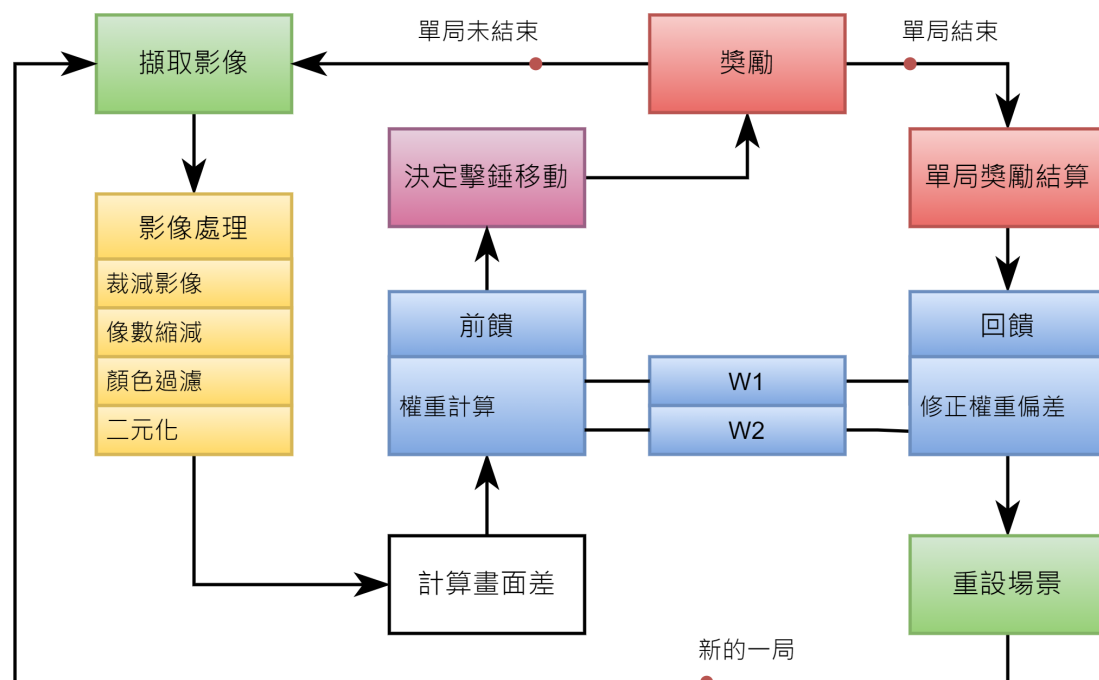 單局未結束
單局結束
擷取影像
獎勵
決定擊錘移動
單局獎勵結算
影像處理
裁減影像
像數縮減
顏色過濾
二元化
前饋
權重計算
W1
W2
回饋
修正權重偏差
計算畫面差
重設場景
新的一局